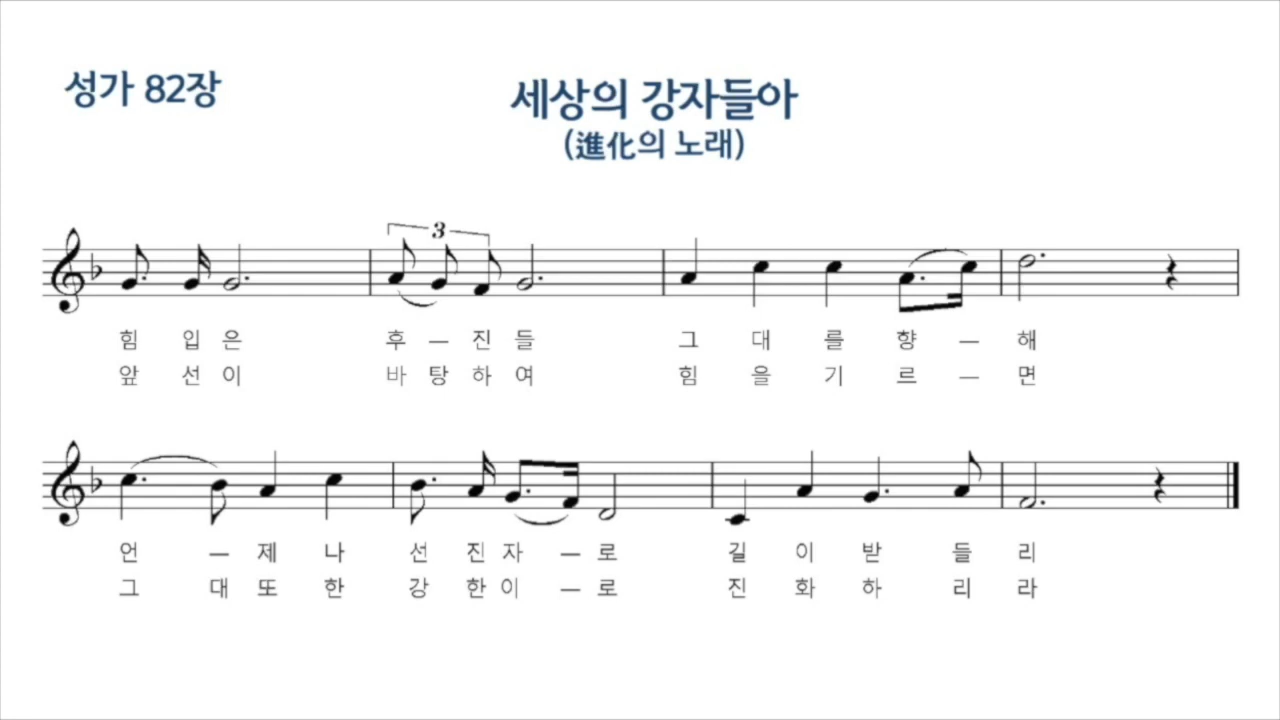 성가 82장
세상의 강자들아
(進化의 노래)
3
힘 입 은 후 — 진 들 그 대 를 향 — 해
앞 선 이 바 탕 하 여 힘 을 기 르 — 면
언 — 제 나 선 진 자 — 로 길 이 받 들 리
그 대 또 한 강 한 이 — 로 진 화 하 리 라